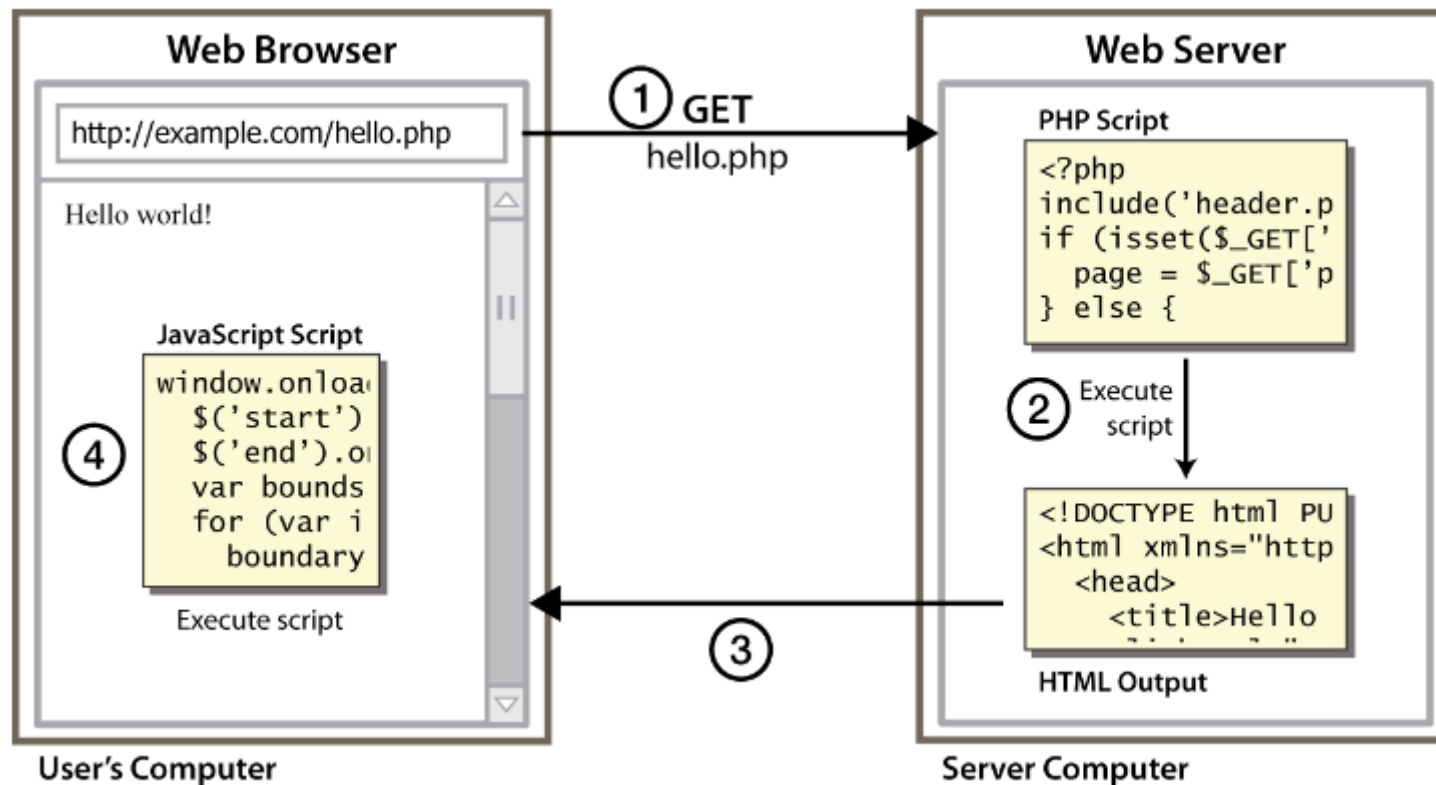 Web Browser
http://example.com/hello.php
Hello world!
JavaScript Script
window.onloa
$('start')
$('end').o
var bounds
for (var i
boundary
4
Execute script
User's Computer
1 GET
hello.php
3
Web Server
PHP Script
<?php
include('header.p
if (isset($_GET['
page = $_GET['p
} else {
2
Execute
script
<!DOCTYPE html PU
<html xmlns="http
<head>
<title>Hello
HTML Output
Server Computer